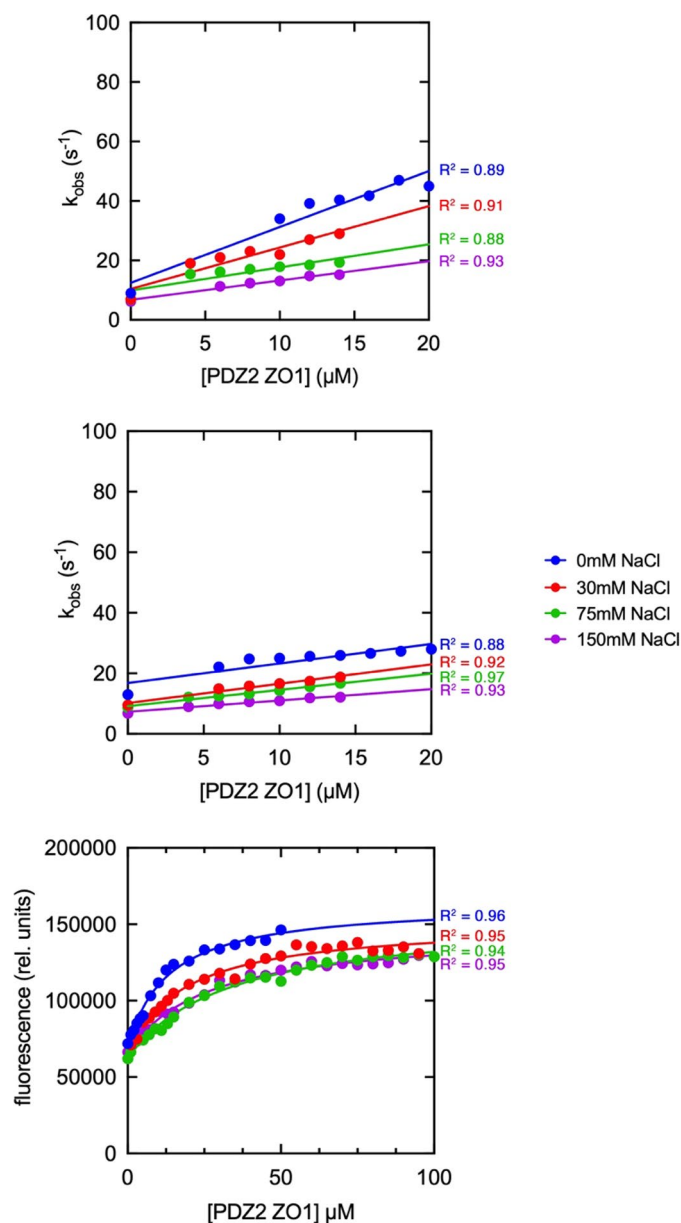 100
80
60
40
20
0
kobs (s-1)
R² = 0.89
R² = 0.91
R² = 0.88
R² = 0.93
0 5 10 15 20
[PDZ2 ZO1] (µM)
100
80
60
40
20
0
kobs (s-1)
R² = 0.88
R² = 0.92
R² = 0.97
R² = 0.93
0 5 10 15 20
[PDZ2 ZO1] (µM)
0mM NaCl
30mM NaCl
75mM NaCl
150mM NaCl
200000
150000
100000
50000
0
fluorescence (rel. units)
R² = 0.96
R² = 0.95
R² = 0.94
R² = 0.95
0 50 100
[PDZ2 ZO1] µM